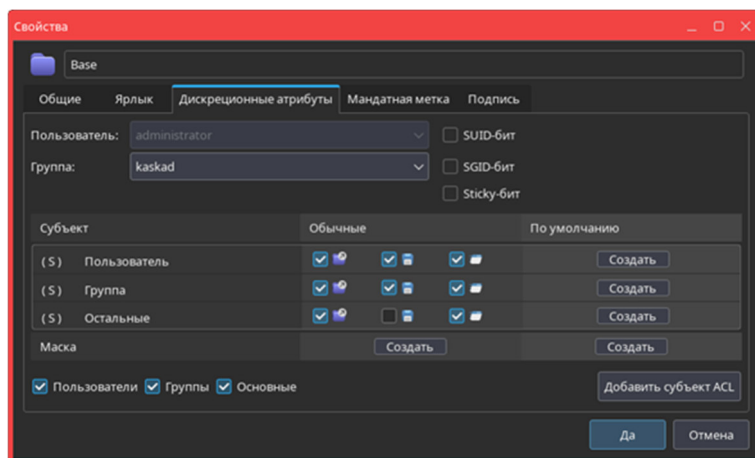 Свойства
Base
Общие Ярлык Дискреционные атрибуты Мандатная метка Подпись
Пользователь: administrator SUID-бит
Группа: kaskad SGID-бит
Sticky-бит
Субъект Обычные По умолчанию
(S) Пользователь Создать
(S) Группа Создать
(S) Остальные Создать
Маска Создать Создать
Пользователи Группы Основные Добавить субъект ACL
Да Отмена